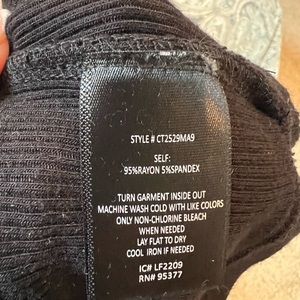 STYLE # CT2529MA9
SELF:
95%RAYON 5%SPANDEX
TURN GARMENT INSIDE OUT
MACHINE WASH COLD WITH LIKE COLORS
ONLY NON-CHLORINE BLEACH
WHEN NEEDED
LAY FLAT TO DRY
COOL IRON IF NEEDED
IC# LF2209
RN# 95377